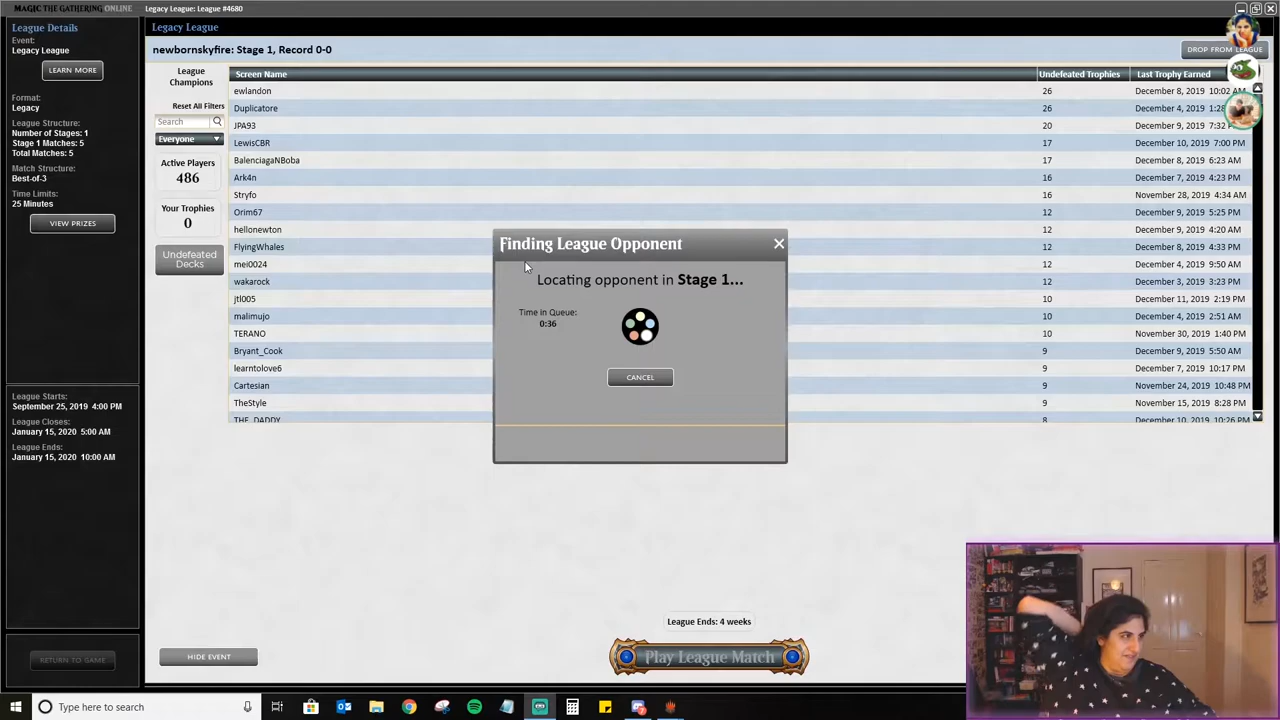 MAGIC THE GATHERING ONLINE
Legacy League: League #4680
League Details
Event:
Legacy League
LEARN MORE
Format:
Legacy
League Structure:
Number of Stages: 1
Stage 1 Matches: 5
Total Matches: 5
Match Structure:
Best-of-3
Time Limits:
25 Minutes
VIEW PRIZES
League Starts:
September 25, 2019 4:00 PM
League Closes:
January 15, 2020 5:00 AM
League Ends:
January 15, 2020 10:00 AM
RETURN TO GAME
Legacy League
newbornskyfire: Stage 1, Record 0-0
DROP FROM LEAGUE
League
Champions
Reset All Filters
Search
Everyone
Active Players
486
Your Trophies
0
Undefeated
Decks
Screen Name Undefeated Trophies Last Trophy Earned
ewlandon 26 December 8, 2019 10:02 AM
Duplicatore 26 December 4, 2019 1:28
JPA93 20 December 9, 2019 7:32
LewisCBR 17 December 10, 2019 7:00 PM
BalenciagaNBoba 17 December 8, 2019 6:23 AM
Ark4n 16 December 7, 2019 4:23 PM
Stryfo 16 November 28, 2019 4:34 AM
Orim67 12 December 9, 2019 5:25 PM
hellonewton 12 December 9, 2019 4:20 AM
FlyingWhales 12 December 8, 2019 4:33 PM
mei0024 12 December 4, 2019 9:50 AM
wakarock 12 December 3, 2019 3:23 PM
jtl005 10 December 11, 2019 2:19 PM
malimujo 10 December 4, 2019 2:51 AM
TERANO 10 November 30, 2019 1:40 PM
Bryant_Cook 9 December 9, 2019 5:50 AM
learntolove6 9 December 7, 2019 10:17 PM
Cartesian 9 November 24, 2019 10:48 PM
TheStyle 9 November 15, 2019 8:28 PM
THE_DADDY 8 December 10, 2019 10:26 PM
Finding League Opponent
Locating opponent in Stage 1...
Time in Queue:
0:36
CANCEL
League Ends: 4 weeks
HIDE EVENT
Play League Match
Type here to search